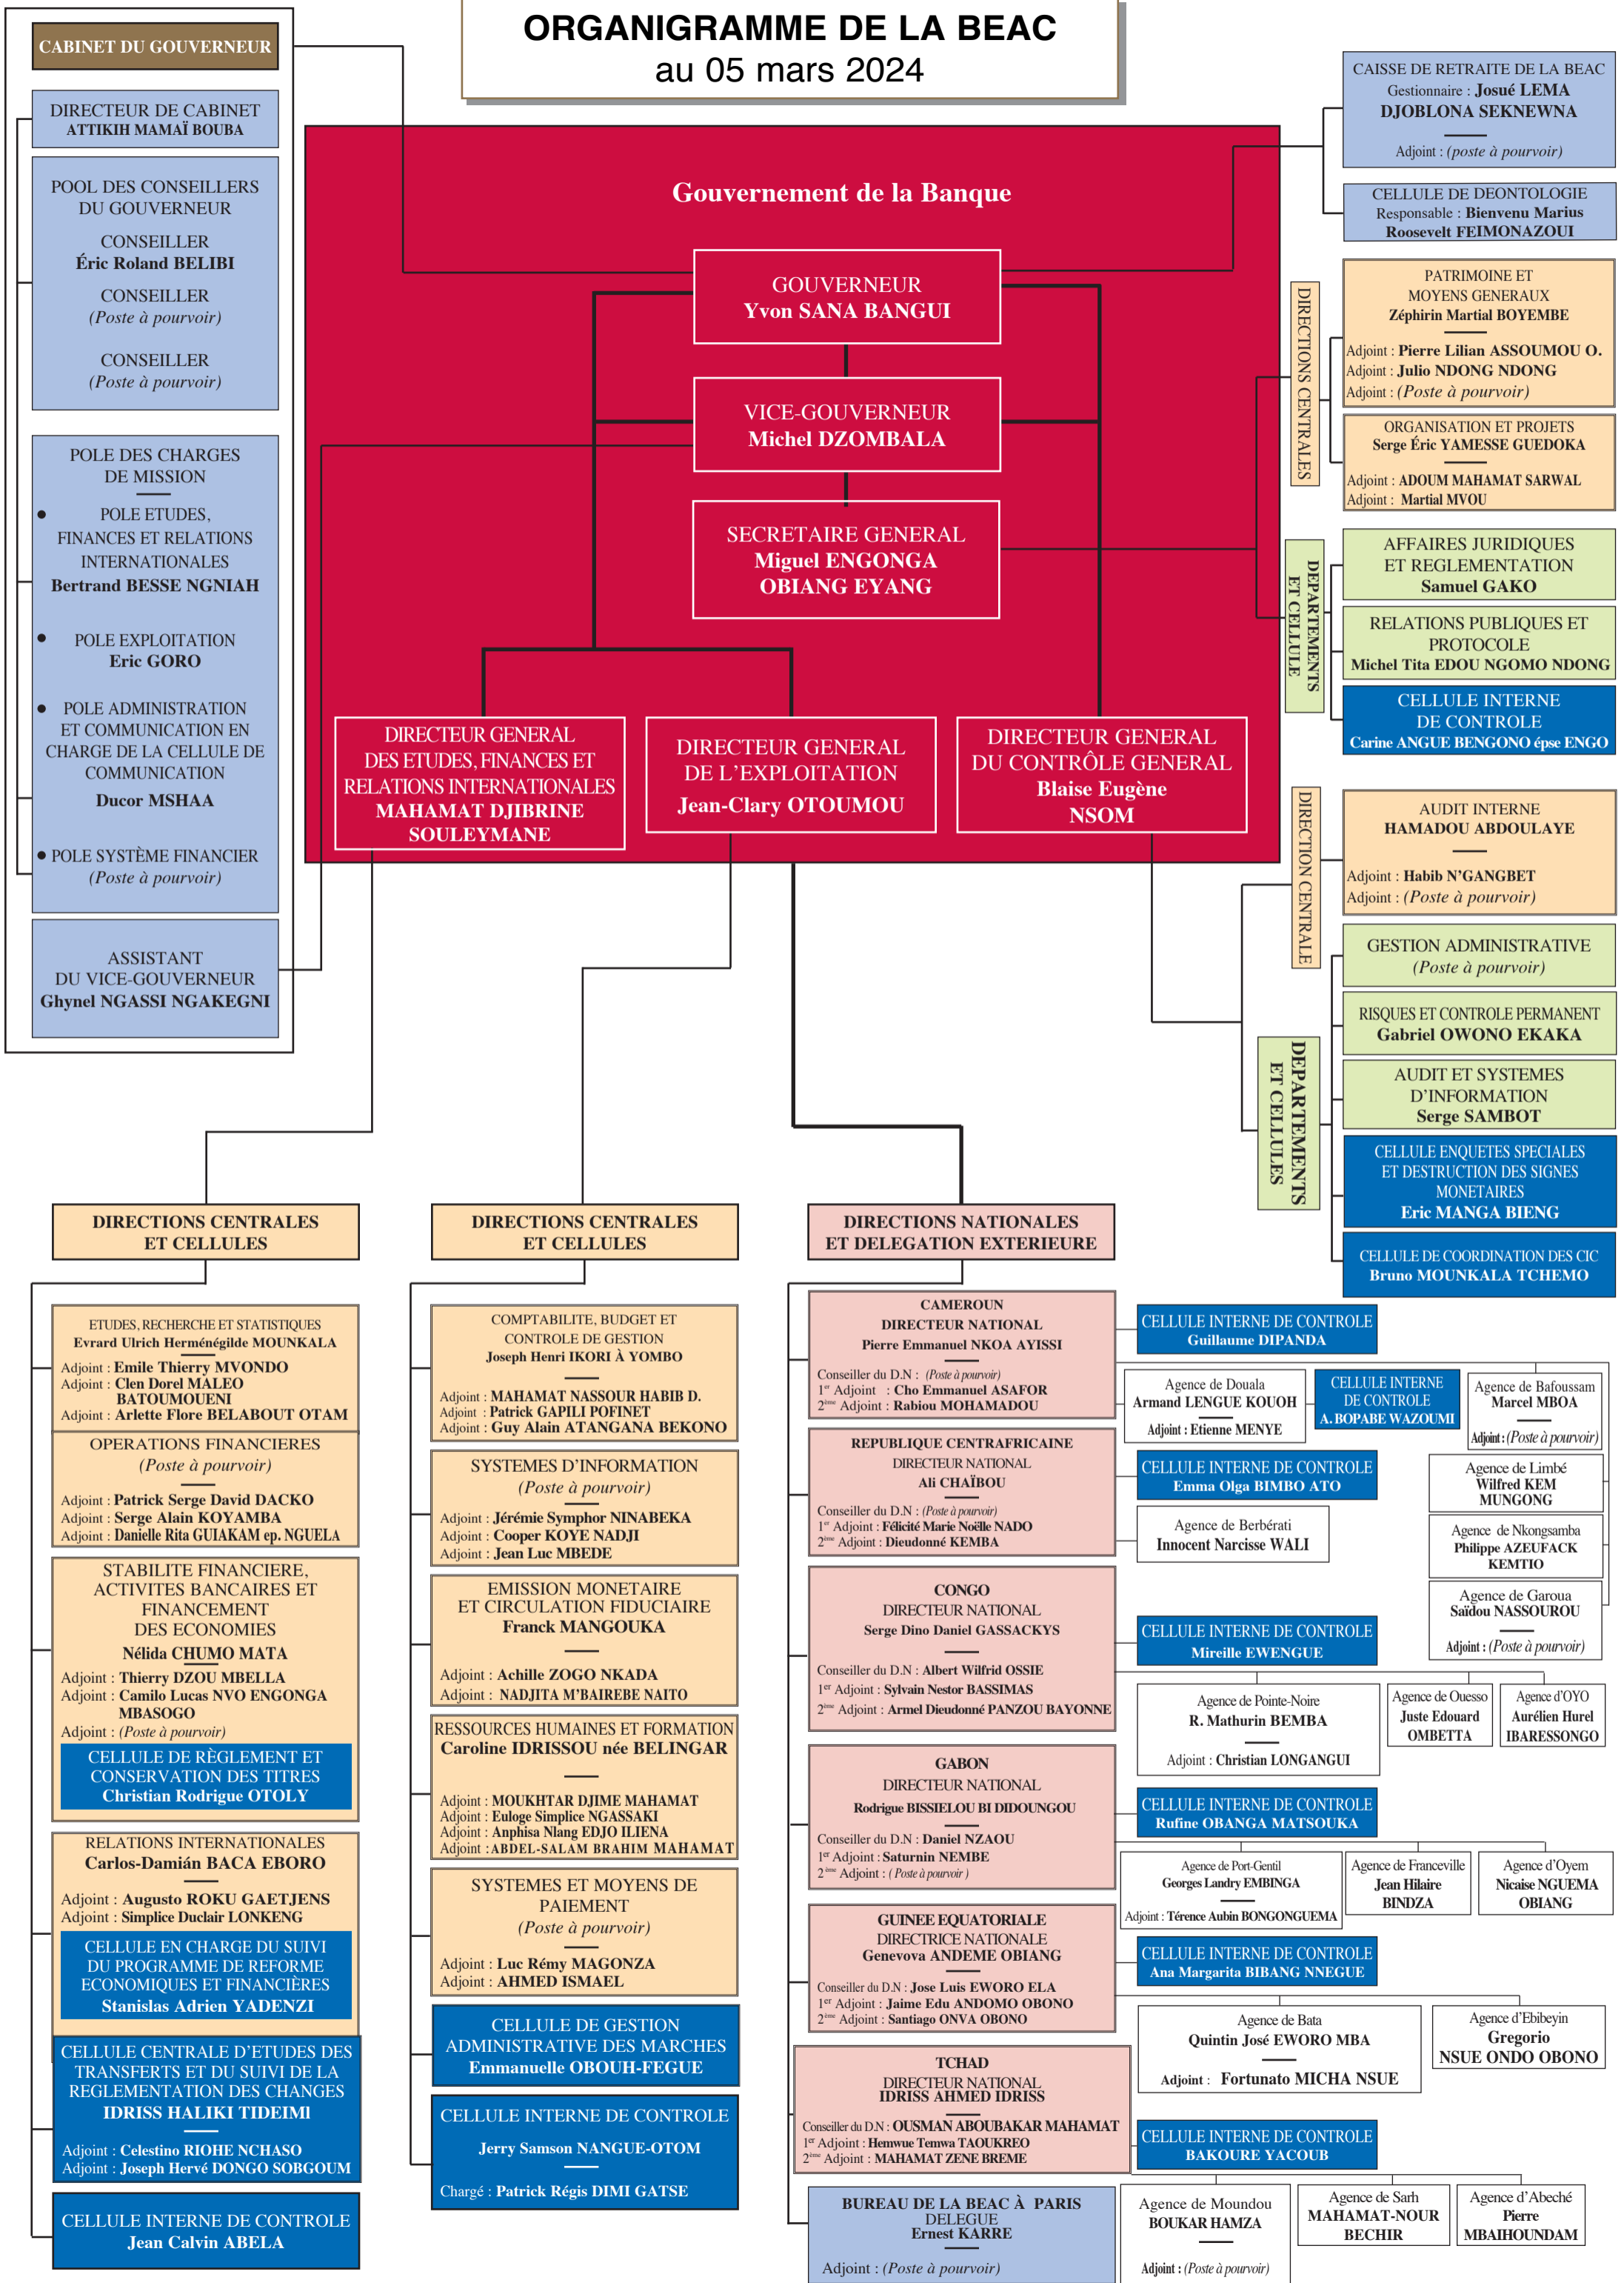 ORGANIGRAMME DE LA BEAC
au 05 mars 2024
CABINET DU GOUVERNEUR
DIRECTEUR DE CABINET
ATTIKIH MAMAÏ BOUBA
POOL DES CONSEILLERS
DU GOUVERNEUR
CONSEILLER
Éric Roland BELIBI
CONSEILLER
(Poste à pourvoir)
CONSEILLER
(Poste à pourvoir)
POLE DES CHARGES
DE MISSION
• POLE ETUDES,
FINANCES ET RELATIONS
INTERNATIONALES
Bertrand BESSE NGNIAH
• POLE EXPLOITATION
Eric GORO
• POLE ADMINISTRATION
ET COMMUNICATION EN
CHARGE DE LA CELLULE DE
COMMUNICATION
Ducor MSHAA
• POLE SYSTÈME FINANCIER
(Poste à pourvoir)
ASSISTANT
DU VICE-GOUVERNEUR
Ghynel NGASSI NGAKEGNI
Gouvernement de la Banque
GOUVERNEUR
Yvon SANA BANGUI
VICE-GOUVERNEUR
Michel DZOMBALA
SECRETAIRE GENERAL
Miguel ENGONGA
OBIANG EYANG
DIRECTEUR GENERAL
DES ETUDES, FINANCES ET
RELATIONS INTERNATIONALES
MAHAMAT DJIBRINE
SOULEYMANE
DIRECTEUR GENERAL
DE L'EXPLOITATION
Jean-Clary OTOUMOU
DIRECTEUR GENERAL
DU CONTRÔLE GENERAL
Blaise Eugène
NSOM
CAISSE DE RETRAITE DE LA BEAC
Gestionnaire : Josué LEMA
DJOBLONA SEKNEWNA
Adjoint : (poste à pourvoir)
CELLULE DE DEONTOLOGIE
Responsable : Bienvenu Marius
Roosevelt FEIMONAZOUI
DIRECTIONS CENTRALES
PATRIMOINE ET
MOYENS GENERAUX
Zéphirin Martial BOYEMBE
Adjoint : Pierre Lilian ASSOUMOU O.
Adjoint : Julio NDONG NDONG
Adjoint : (Poste à pourvoir)
ORGANISATION ET PROJETS
Serge Éric YAMESSE GUEDOKA
Adjoint : ADOUM MAHAMAT SARWAL
Adjoint : Martial MVOU
DEPARTEMENTS
ET CELLULE
AFFAIRES JURIDIQUES
ET REGLEMENTATION
Samuel GAKO
RELATIONS PUBLIQUES ET
PROTOCOLE
Michel Tita EDOU NGOMO NDONG
CELLULE INTERNE
DE CONTROLE
Carine ANGUE BENGONO épse ENGO
DIRECTION CENTRALE
AUDIT INTERNE
HAMADOU ABDOULAYE
Adjoint : Habib N'GANGBET
Adjoint : (Poste à pourvoir)
DEPARTEMENTS
ET CELLULES
GESTION ADMINISTRATIVE
(Poste à pourvoir)
RISQUES ET CONTROLE PERMANENT
Gabriel OWONO EKAKA
AUDIT ET SYSTEMES
D'INFORMATION
Serge SAMBOT
CELLULE ENQUETES SPECIALES
ET DESTRUCTION DES SIGNES
MONETAIRES
Eric MANGA BIENG
CELLULE DE COORDINATION DES CIC
Bruno MOUNKALA TCHEMO
DIRECTIONS CENTRALES
ET CELLULES
ETUDES, RECHERCHE ET STATISTIQUES
Evrard Ulrich Herménégilde MOUNKALA
Adjoint : Emile Thierry MVONDO
Adjoint : Clen Dorel MALEO
BATOUMOUENI
Adjoint : Arlette Flore BELABOUT OTAM
OPERATIONS FINANCIERES
(Poste à pourvoir)
Adjoint : Patrick Serge David DACKO
Adjoint : Serge Alain KOYAMBA
Adjoint : Danielle Rita GUIAKAM ep. NGUELA
STABILITE FINANCIERE,
ACTIVITES BANCAIRES ET
FINANCEMENT
DES ECONOMIES
Nélida CHUMO MATA
Adjoint : Thierry DZOU MBELLA
Adjoint : Camilo Lucas NVO ENGONGA
MBASOGO
Adjoint : (Poste à pourvoir)
CELLULE DE RÈGLEMENT ET
CONSERVATION DES TITRES
Christian Rodrigue OTOLY
RELATIONS INTERNATIONALES
Carlos-Damián BACA EBORO
Adjoint : Augusto ROKU GAETJENS
Adjoint : Simplice Duclair LONKENG
CELLULE EN CHARGE DU SUIVI
DU PROGRAMME DE REFORME
ECONOMIQUES ET FINANCIÈRES
Stanislas Adrien YADENZI
CELLULE CENTRALE D'ETUDES DES
TRANSFERTS ET DU SUIVI DE LA
REGLEMENTATION DES CHANGES
IDRISS HALIKI TIDEIMl
Adjoint : Celestino RIOHE NCHASO
Adjoint : Joseph Hervé DONGO SOBGOUM
CELLULE INTERNE DE CONTROLE
Jean Calvin ABELA
DIRECTIONS CENTRALES
ET CELLULES
COMPTABILITE, BUDGET ET
CONTROLE DE GESTION
Joseph Henri IKORI À YOMBO
Adjoint : MAHAMAT NASSOUR HABIB D.
Adjoint : Patrick GAPILI POFINET
Adjoint : Guy Alain ATANGANA BEKONO
SYSTEMES D'INFORMATION
(Poste à pourvoir)
Adjoint : Jérémie Symphor NINABEKA
Adjoint : Cooper KOYE NADJI
Adjoint : Jean Luc MBEDE
EMISSION MONETAIRE
ET CIRCULATION FIDUCIAIRE
Franck MANGOUKA
Adjoint : Achille ZOGO NKADA
Adjoint : NADJITA M'BAIREBE NAITO
RESSOURCES HUMAINES ET FORMATION
Caroline IDRISSOU née BELINGAR
Adjoint : MOUKHTAR DJIME MAHAMAT
Adjoint : Euloge Simplice NGASSAKI
Adjoint : Anphisa Nlang EDJO ILIENA
Adjoint : ABDEL-SALAM BRAHIM MAHAMAT
SYSTEMES ET MOYENS DE
PAIEMENT
(Poste à pourvoir)
Adjoint : Luc Rémy MAGONZA
Adjoint : AHMED ISMAEL
CELLULE DE GESTION
ADMINISTRATIVE DES MARCHES
Emmanuelle OBOUH-FEGUE
CELLULE INTERNE DE CONTROLE
Jerry Samson NANGUE-OTOM
Chargé : Patrick Régis DIMI GATSE
DIRECTIONS NATIONALES
ET DELEGATION EXTERIEURE
CAMEROUN
DIRECTEUR NATIONAL
Pierre Emmanuel NKOA AYISSI
Conseiller du D.N : (Poste à pourvoir)
1er Adjoint : Cho Emmanuel ASAFOR
2ème Adjoint : Rabiou MOHAMADOU
CELLULE INTERNE DE CONTROLE
Guillaume DIPANDA
Agence de Douala
Armand LENGUE KOUOH
Adjoint : Etienne MENYE
CELLULE INTERNE
DE CONTROLE
A. BOPABE WAZOUMI
Agence de Bafoussam
Marcel MBOA
Adjoint : (Poste à pourvoir)
Agence de Limbé
Wilfred KEM
MUNGONG
Agence de Nkongsamba
Philippe AZEUFACK
KEMTIO
Agence de Garoua
Saïdou NASSOUROU
Adjoint : (Poste à pourvoir)
REPUBLIQUE CENTRAFRICAINE
DIRECTEUR NATIONAL
Ali CHAÏBOU
Conseiller du D.N : (Poste à pourvoir)
1er Adjoint : Félicité Marie Noëlle NADO
2ème Adjoint : Dieudonné KEMBA
CELLULE INTERNE DE CONTROLE
Emma Olga BIMBO ATO
Agence de Berbérati
Innocent Narcisse WALI
CONGO
DIRECTEUR NATIONAL
Serge Dino Daniel GASSACKYS
Conseiller du D.N : Albert Wilfrid OSSIE
1er Adjoint : Sylvain Nestor BASSIMAS
2ème Adjoint : Armel Dieudonné PANZOU BAYONNE
CELLULE INTERNE DE CONTROLE
Mireille EWENGUE
Agence de Pointe-Noire
R. Mathurin BEMBA
Adjoint : Christian LONGANGUI
Agence de Ouesso
Juste Edouard
OMBETTA
Agence d'OYO
Aurélien Hurel
IBARESSONGO
GABON
DIRECTEUR NATIONAL
Rodrigue BISSIELOU BI DIDOUNGOU
Conseiller du D.N : Daniel NZAOU
1er Adjoint : Saturnin NEMBE
2ème Adjoint : ( Poste à pourvoir )
CELLULE INTERNE DE CONTROLE
Rufine OBANGA MATSOUKA
Agence de Port-Gentil
Georges Landry EMBINGA
Adjoint : Térence Aubin BONGONGUEMA
Agence de Franceville
Jean Hilaire
BINDZA
Agence d'Oyem
Nicaise NGUEMA
OBIANG
GUINEE EQUATORIALE
DIRECTRICE NATIONALE
Genevova ANDEME OBIANG
Conseiller du D.N : Jose Luis EWORO ELA
1er Adjoint : Jaime Edu ANDOMO OBONO
2ème Adjoint : Santiago ONVA OBONO
CELLULE INTERNE DE CONTROLE
Ana Margarita BIBANG NNEGUE
Agence de Bata
Quintin José EWORO MBA
Adjoint : Fortunato MICHA NSUE
Agence d'Ebibeyin
Gregorio
NSUE ONDO OBONO
TCHAD
DIRECTEUR NATIONAL
IDRISS AHMED IDRISS
Conseiller du D.N : OUSMAN ABOUBAKAR MAHAMAT
1er Adjoint : Hemwue Temwa TAOUKREO
2ème Adjoint : MAHAMAT ZENE BREME
CELLULE INTERNE DE CONTROLE
BAKOURE YACOUB
Agence de Moundou
BOUKAR HAMZA
Adjoint : (Poste à pourvoir)
Agence de Sarh
MAHAMAT-NOUR
BECHIR
Agence d'Abeché
Pierre
MBAIHOUNDAM
BUREAU DE LA BEAC À PARIS
DELEGUE
Ernest KARRE
Adjoint : (Poste à pourvoir)